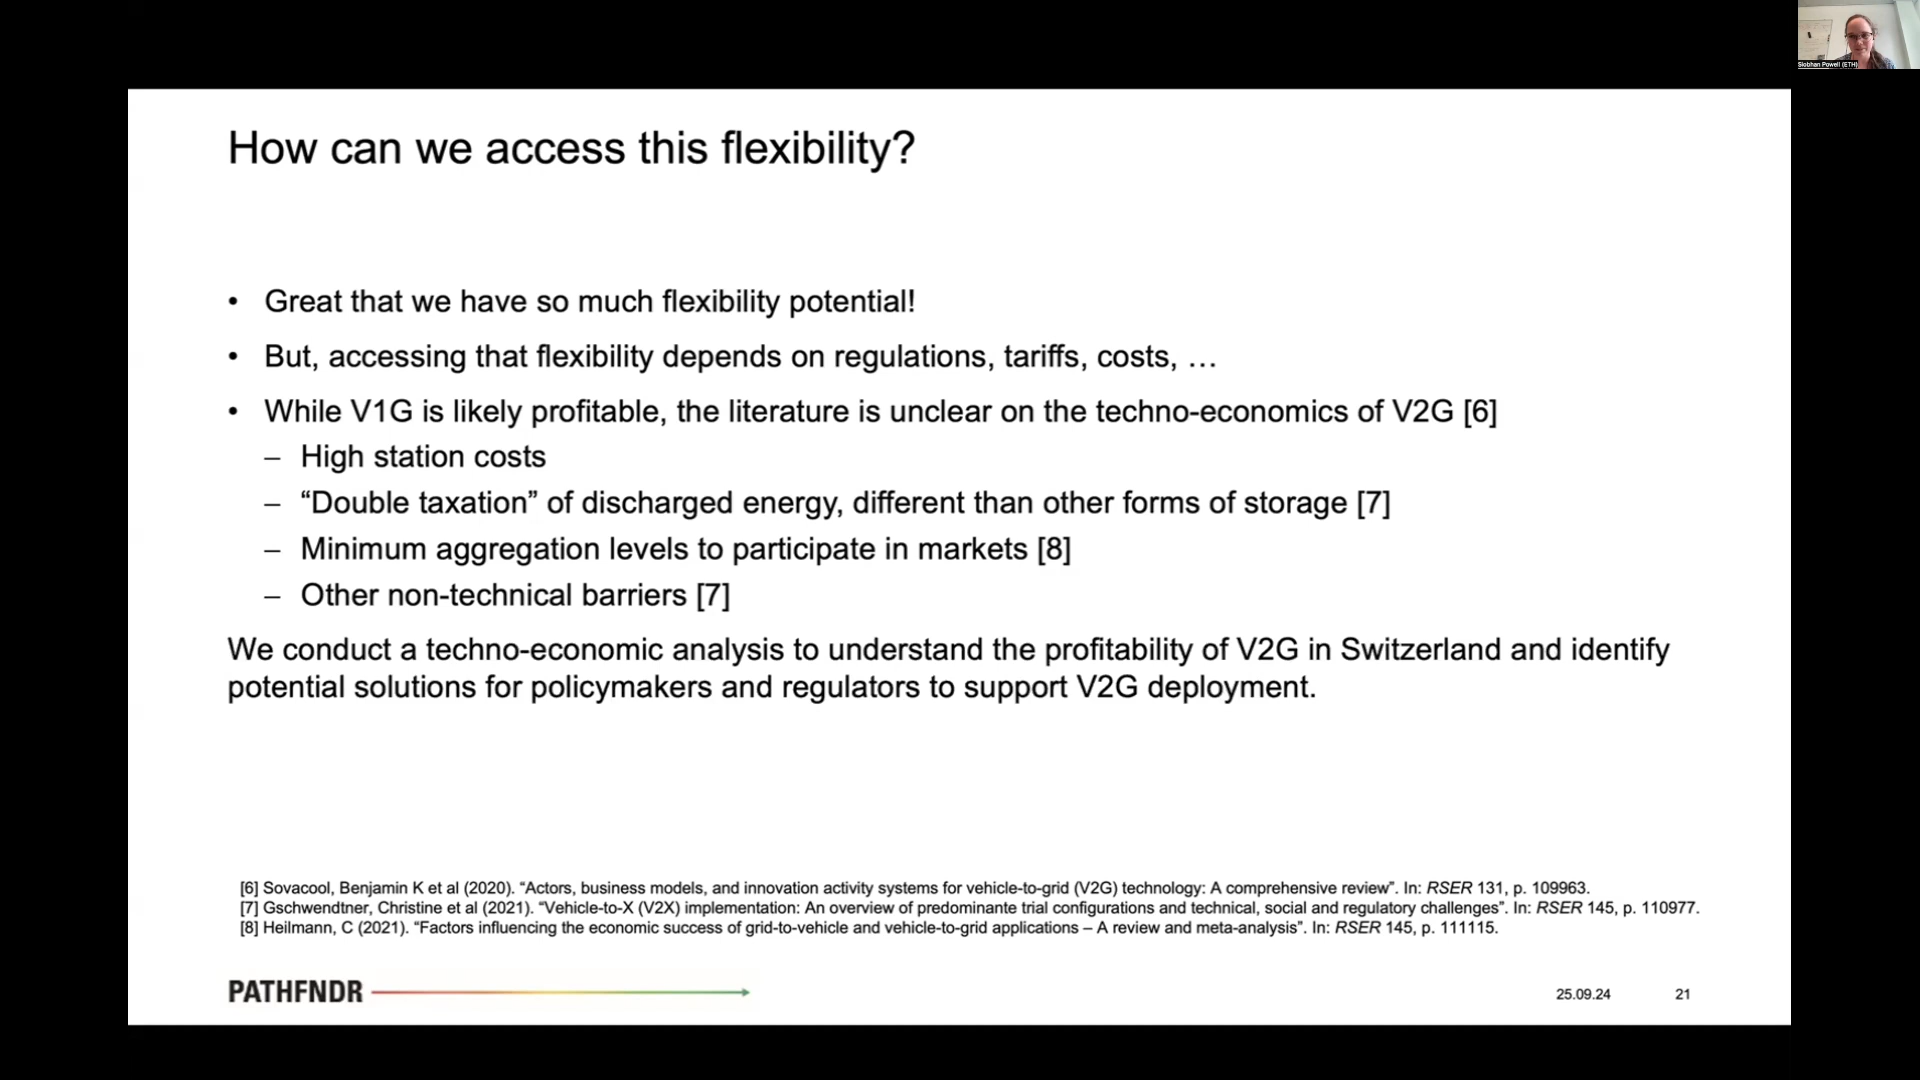 Siobhan Powell (ETH)
How can we access this flexibility?
• Great that we have so much flexibility potential!
• But, accessing that flexibility depends on regulations, tariffs, costs, …
• While V1G is likely profitable, the literature is unclear on the techno-economics of V2G [6]
– High station costs
– “Double taxation” of discharged energy, different than other forms of storage [7]
– Minimum aggregation levels to participate in markets [8]
– Other non-technical barriers [7]
We conduct a techno-economic analysis to understand the profitability of V2G in Switzerland and identify
potential solutions for policymakers and regulators to support V2G deployment.
[6] Sovacool, Benjamin K et al (2020). “Actors, business models, and innovation activity systems for vehicle-to-grid (V2G) technology: A comprehensive review”. In: RSER 131, p. 109963.
[7] Gschwendtner, Christine et al (2021). “Vehicle-to-X (V2X) implementation: An overview of predominante trial configurations and technical, social and regulatory challenges”. In: RSER 145, p. 110977.
[8] Heilmann, C (2021). “Factors influencing the economic success of grid-to-vehicle and vehicle-to-grid applications – A review and meta-analysis”. In: RSER 145, p. 111115.
PATHFNDR
25.09.24
21